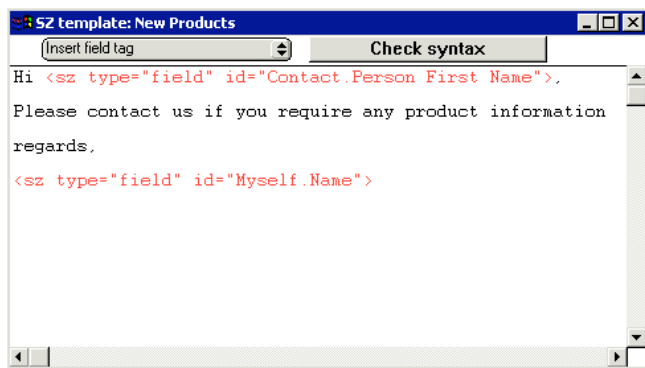 SZ template: New Products
Insert field tag
Check syntax
Hi <sz type="field" id="Contact.Person First Name">,
Please contact us if you require any product information
regards,
<sz type="field" id="Myself.Name">